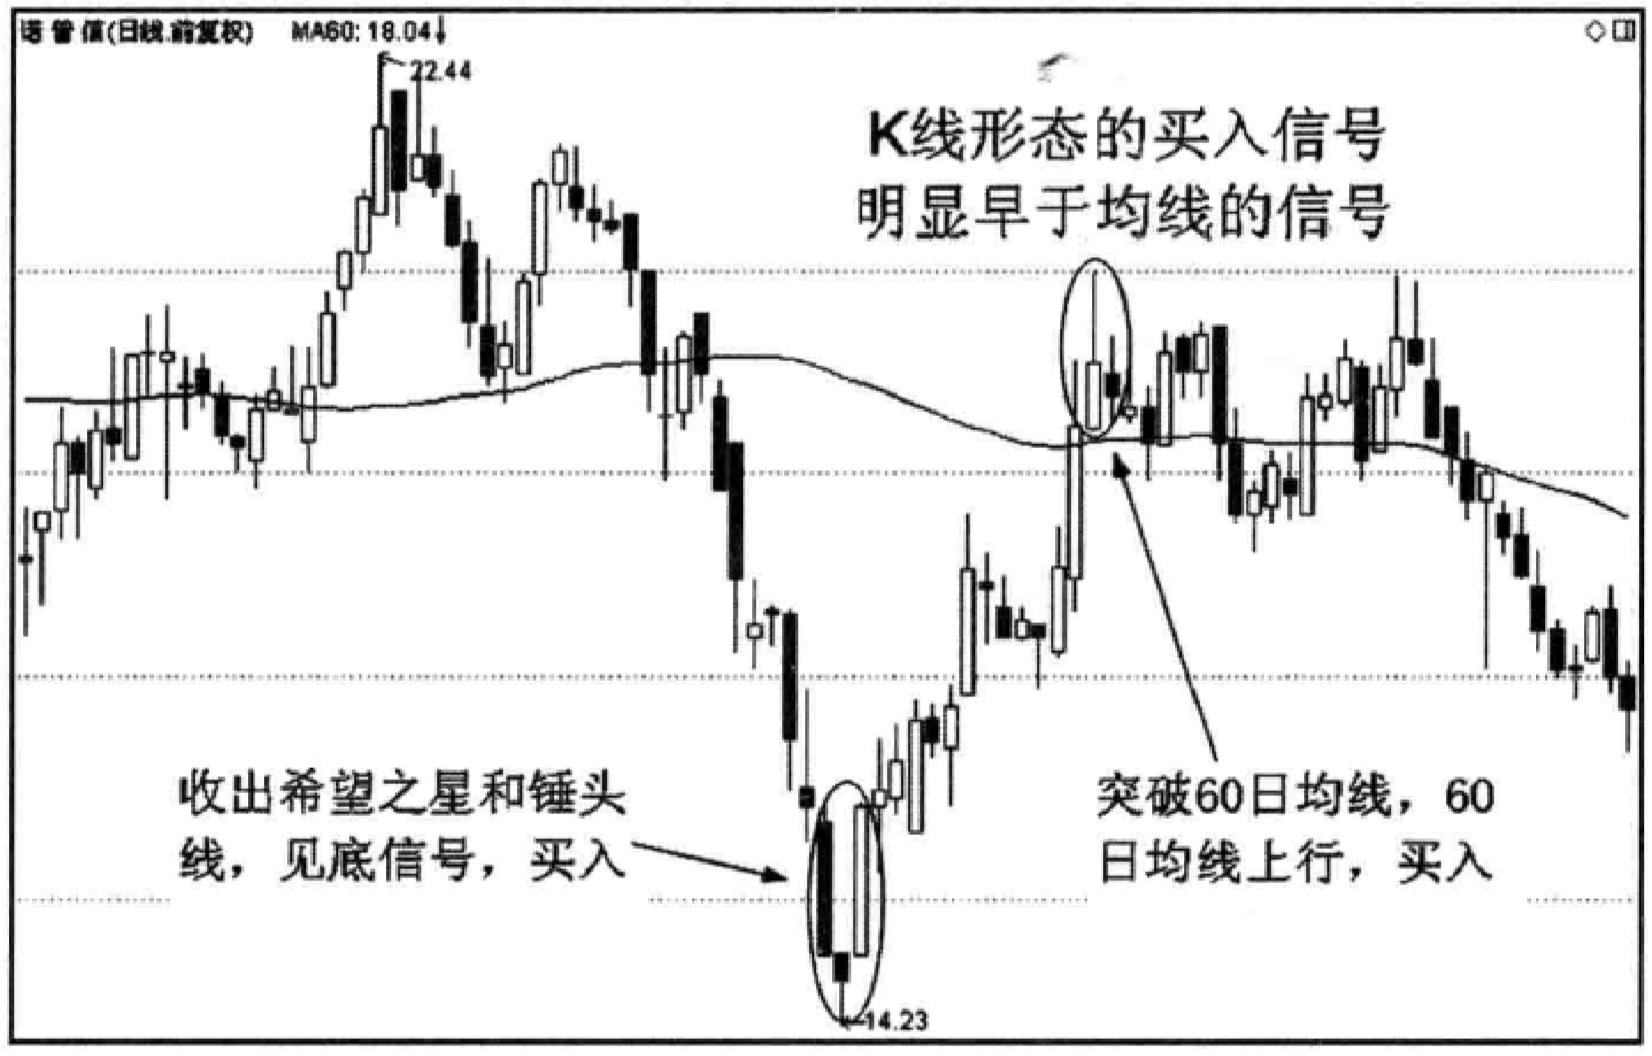 诺普信(日线.前复权) MA60: 18.04↓
22.44
K线形态的买入信号
明显早于均线的信号
收出希望之星和锤头
线，见底信号，买入
突破60日均线，60
日均线上行，买入
14.23